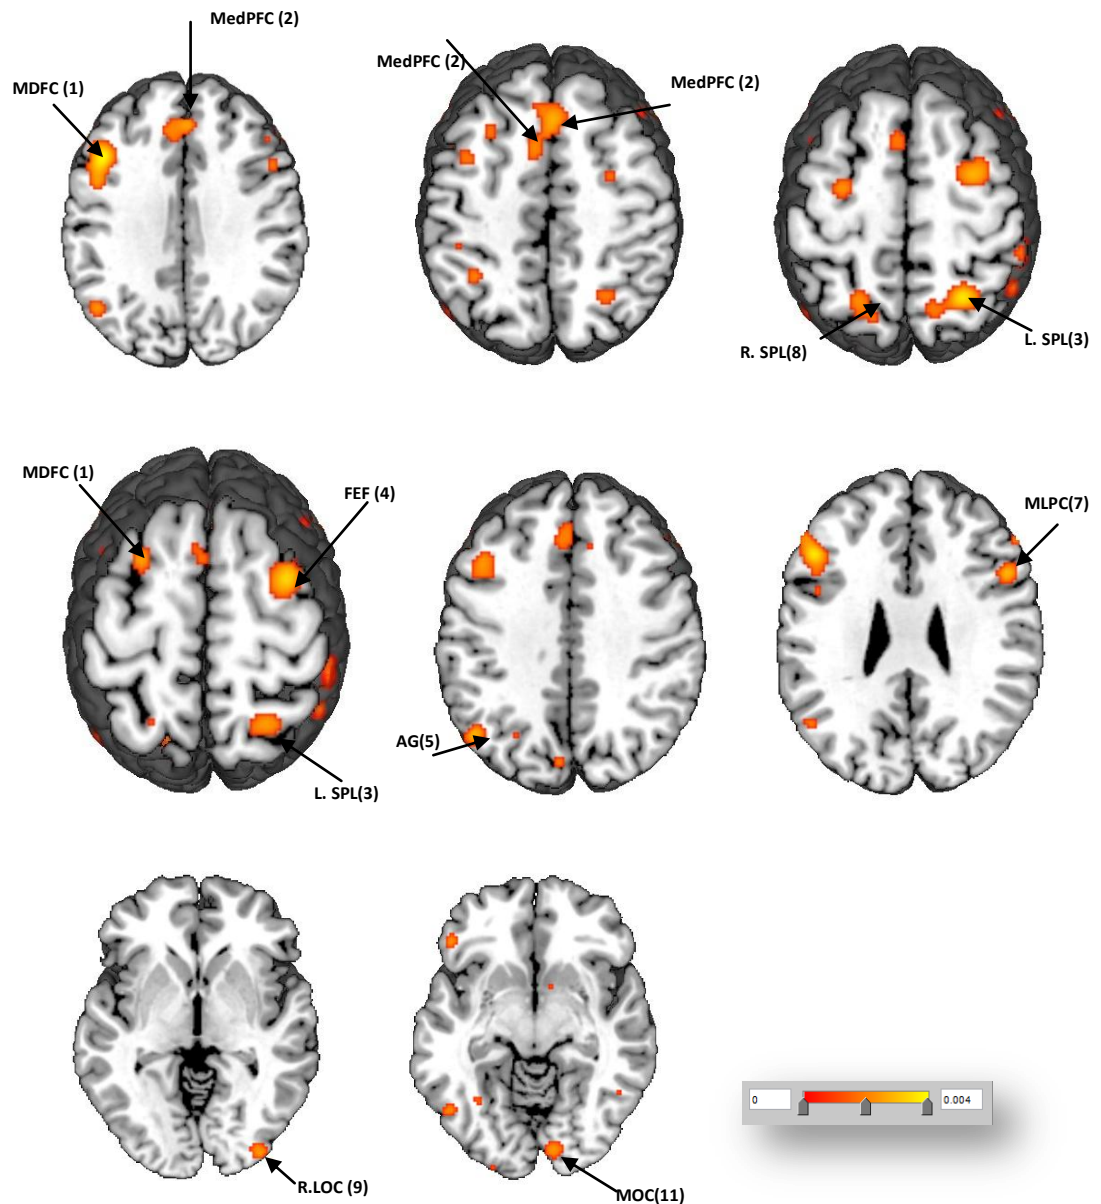 MedPFC (2)
MDFC (1)
MedPFC (2)
MedPFC (2)
R. SPL(8)
L. SPL(3)
MDFC (1)
FEF (4)
L. SPL(3)
AG(5)
MLPC(7)
R.LOC (9)
MOC(11)
0
0.004